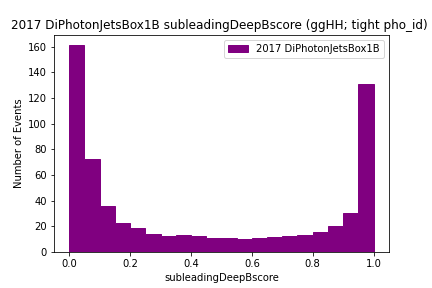 2017 DiPhotonJetsBox1B subleadingDeepBscore (ggHH; tight pho_id)
2017 DiPhotonJetsBox1B
Number of Events
160
140
120
100
80
60
40
20
0
0.0 0.2 0.4 0.6 0.8 1.0
subleadingDeepBscore